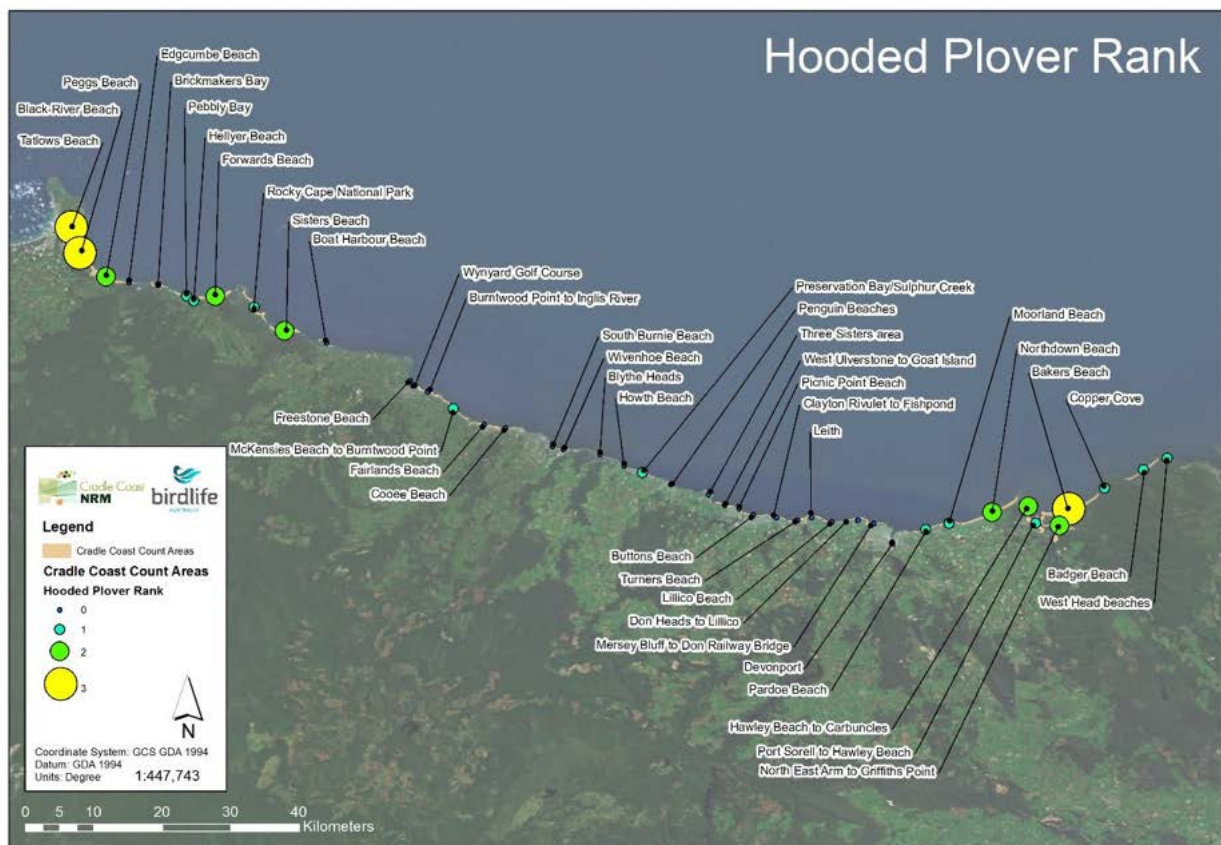 Hooded Plover Rank
Edgcumbe Beach
Peggs Beach
Brickmakers Bay
Black-River Beach
Pebbly Bay
Tatlows Beach
Hellyer Beach
Forwards Beach
Rocky Cape National Park
Sisters Beach
Boat Harbour Beach
Wynyard Golf Course
Burntwood Point to Inglis River
South Burnie Beach
Wivenhoe Beach
Blythe Heads
Howth Beach
Preservation Bay/Sulphur Creek
Penguin Beaches
Three Sisters area
West Ulverstone to Goat Island
Picnic Point Beach
Clayton Rivulet to Fishpond
Leith
Moorland Beach
Northdown Beach
Bakers Beach
Copper Cove
Freestone Beach
McKensies Beach to Burntwood Point
Fairlands Beach
Cooee Beach
Buttons Beach
Turners Beach
Lillico Beach
Don Heads to Lillico
Mersey Bluff to Don Railway Bridge
Devonport
Pardoe Beach
Hawley Beach to Carbuncles
Port Sorell to Hawley Beach
North East Arm to Griffiths Point
Badger Beach
West Head beaches
Cradle Coast
NRM
birdlife
AUSTRALIA
Legend
Cradle Coast Count Areas
Cradle Coast Count Areas
Hooded Plover Rank
0
1
2
3
N
Coordinate System: GCS GDA 1994
Datum: GDA 1994
Units: Degree 1:447,743
0 5 10 20 30 40
Kilometers